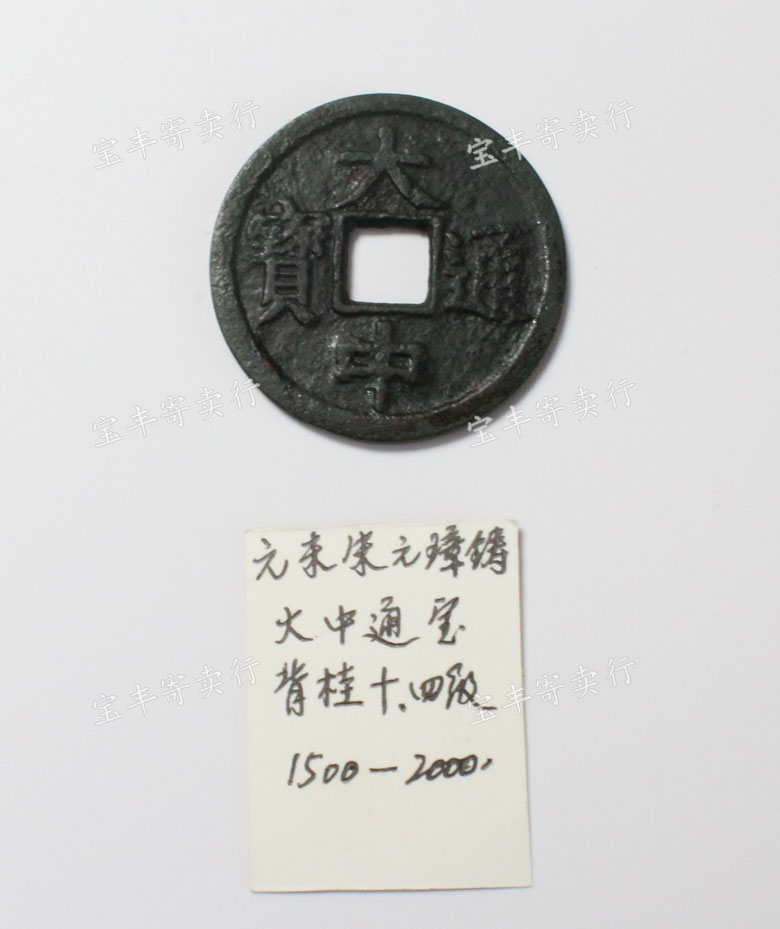 宝丰寄卖行 宝丰寄卖行
大
寶 通
中
宝丰寄卖行 宝丰寄卖行
元末朱元璋铸
大中通宝
背桂十、四级
宝丰寄卖行 宝丰寄卖行
1500—2000.